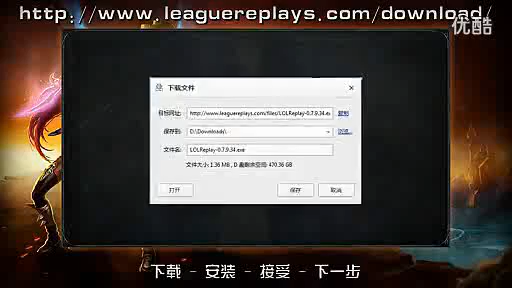 http://www.leaguereplays.com/download/
优酷
下载文件
目标网址: http://www.leaguereplays.com/files/LOLReplay-0.7.9.34.ex 复制
保存到: D:\Downloads\ 浏览...
文件名: LOLReplay-0.7.9.34.exe
文件大小: 1.36 MB , D 盘剩余空间: 470.36 GB
打开 保存 取消
下载 - 安装 - 接受 - 下一步